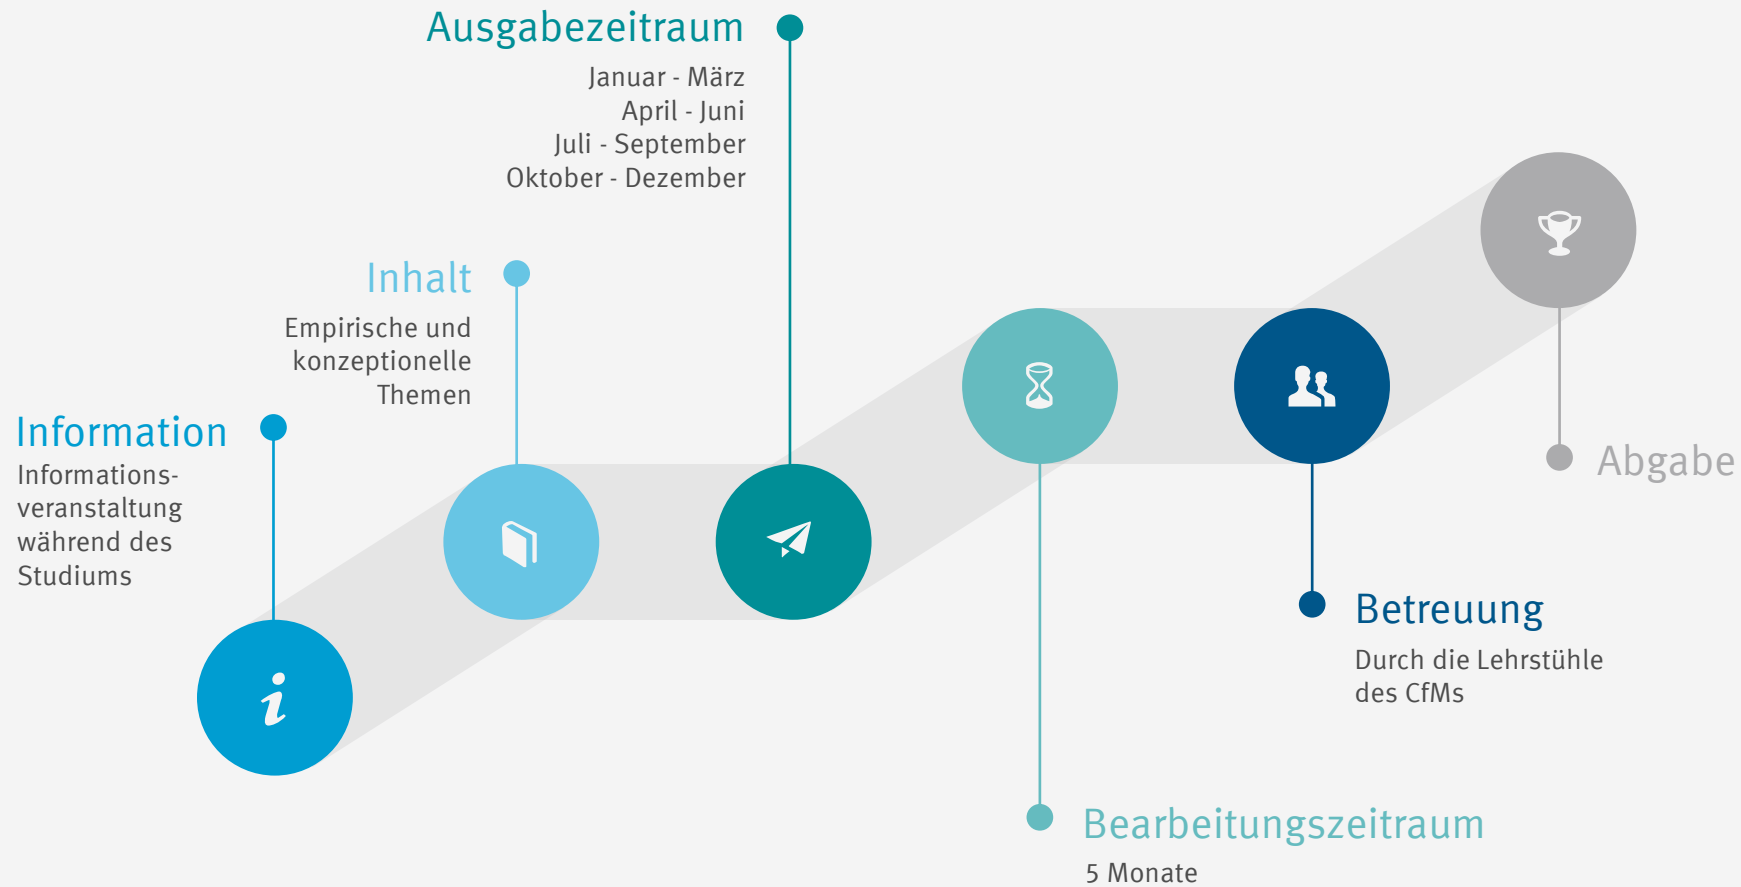 Ausgabezeitraum
Januar - März
April - Juni
Juli - September
Oktober - Dezember
Inhalt
Empirische und
konzeptionelle
Themen
Information
Informations-
veranstaltung
während des
Studiums
Abgabe
Betreuung
Durch die Lehrstühle
des CfMs
Bearbeitungszeitraum
5 Monate